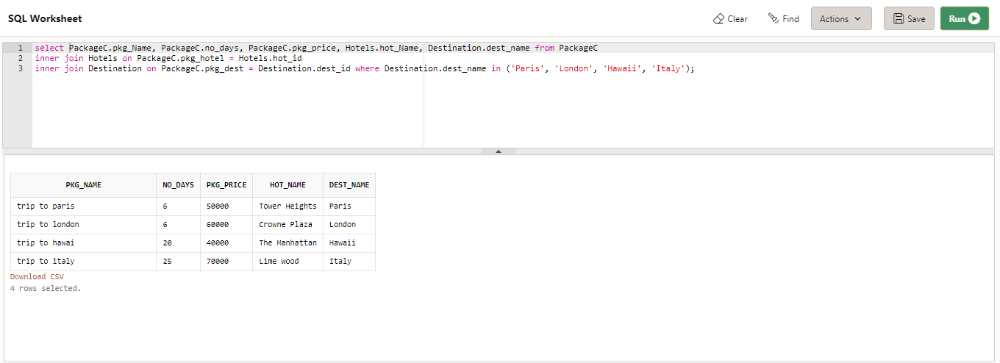 SQL Worksheet
Clear
Find
Actions
Save
Run
1 select PackageC.pkg_Name, PackageC.no_days, PackageC.pkg_price, Hotels.hot_Name, Destination.dest_name from PackageC
2 inner join Hotels on PackageC.pkg_hotel = Hotels.hot_id
3 inner join Destination on PackageC.pkg_dest = Destination.dest_id where Destination.dest_name in ('Paris', 'London', 'Hawaii', 'Italy');
PKG_NAME NO_DAYS PKG_PRICE HOT_NAME DEST_NAME
trip to paris 6 50000 Tower Heights Paris
trip to london 6 60000 Crowne Plaza London
trip to hawai 20 40000 The Manhattan Hawaii
trip to italy 25 70000 Lime Wood Italy
Download CSV
4 rows selected.